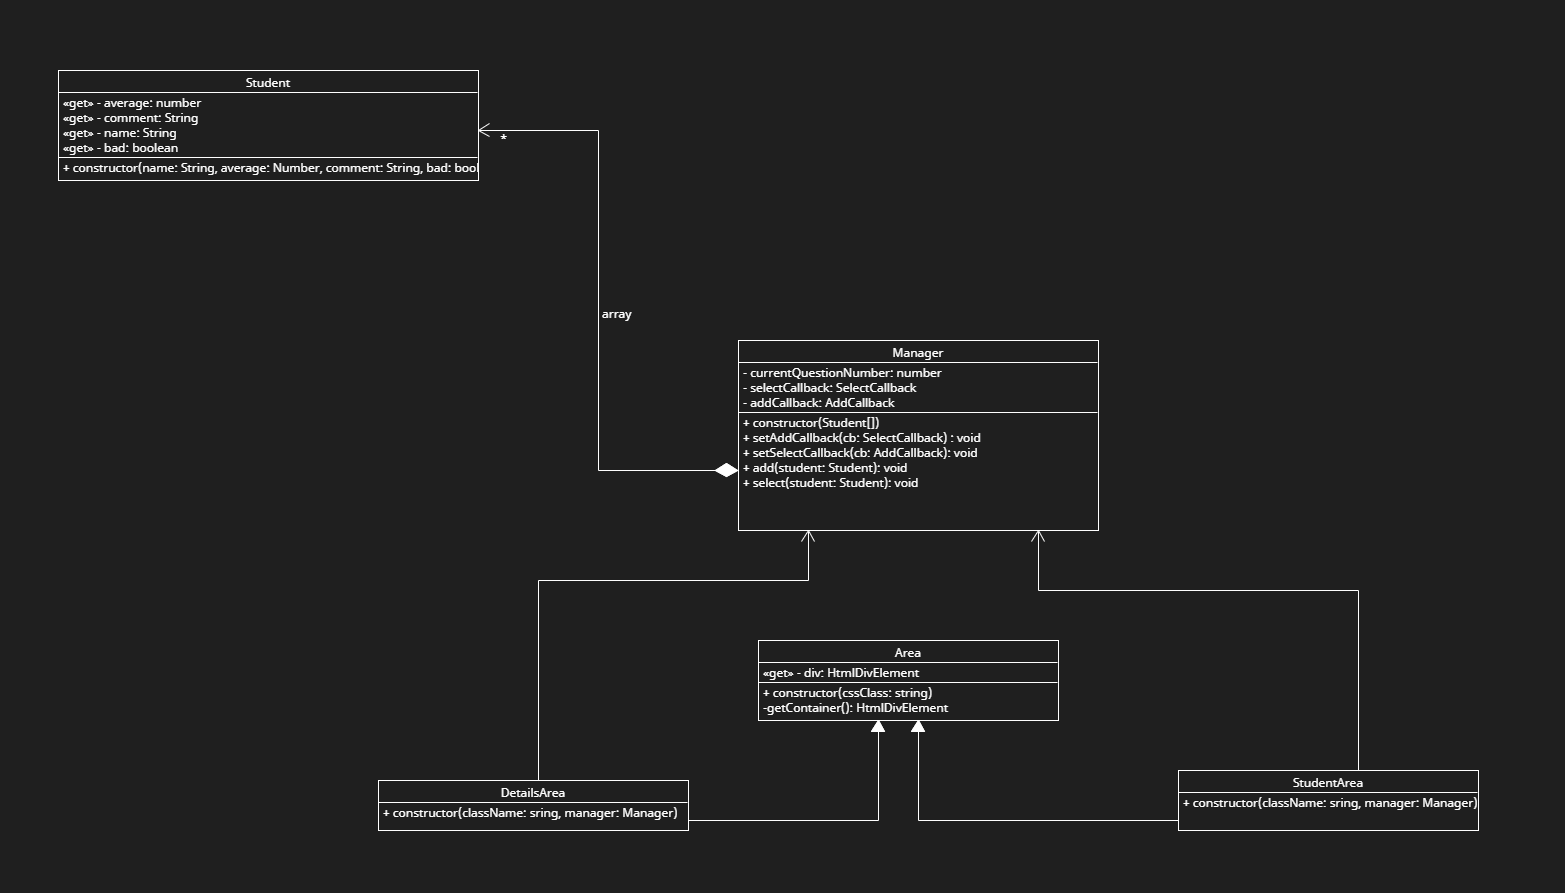 Student
«get» - average: number
«get» - comment: String
«get» - name: String
«get» - bad: boolean
+ constructor(name: String, average: Number, comment: String, bad: bool
*
array
Manager
- currentQuestionNumber: number
- selectCallback: SelectCallback
- addCallback: AddCallback
+ constructor(Student[])
+ setAddCallback(cb: SelectCallback) : void
+ setSelectCallback(cb: AddCallback): void
+ add(student: Student): void
+ select(student: Student): void
Area
«get» - div: HtmlDivElement
+ constructor(cssClass: string)
-getContainer(): HtmlDivElement
DetailsArea
+ constructor(className: sring, manager: Manager)
StudentArea
+ constructor(className: sring, manager: Manager)